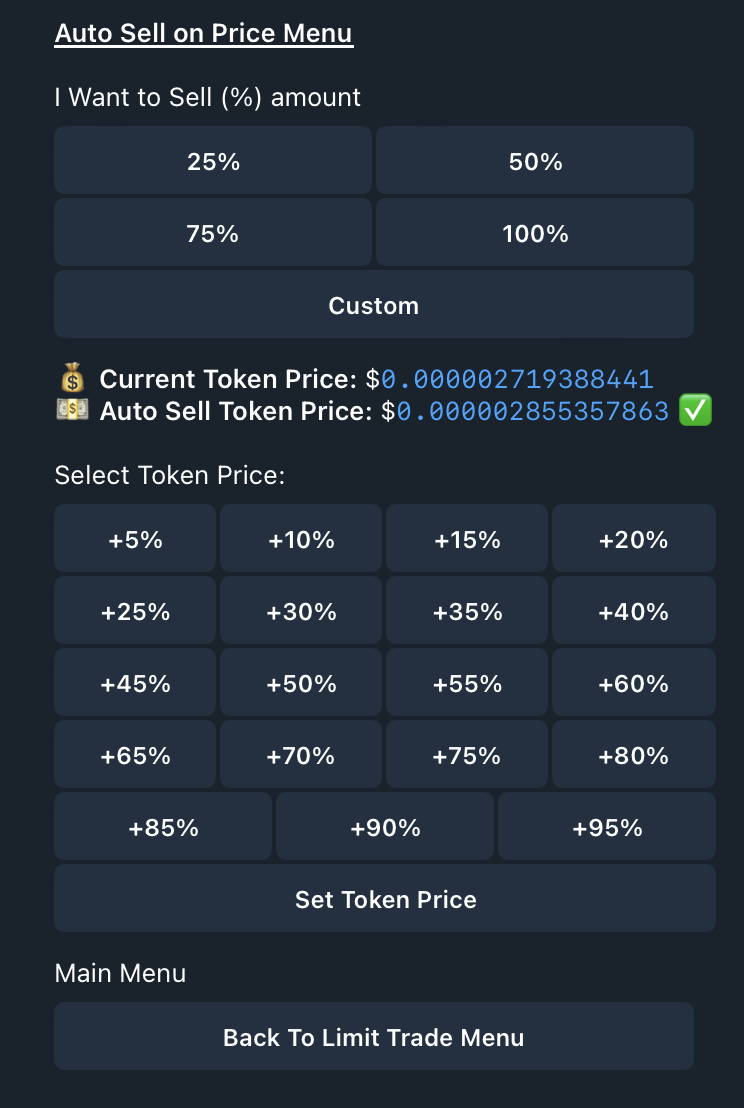 Auto Sell on Price Menu
I Want to Sell (%) amount
25% 50%
75% 100%
Custom
💰 Current Token Price: $0.000002719388441
💵 Auto Sell Token Price: $0.000002855357863 ✅
Select Token Price:
+5% +10% +15% +20%
+25% +30% +35% +40%
+45% +50% +55% +60%
+65% +70% +75% +80%
+85% +90% +95%
Set Token Price
Main Menu
Back To Limit Trade Menu